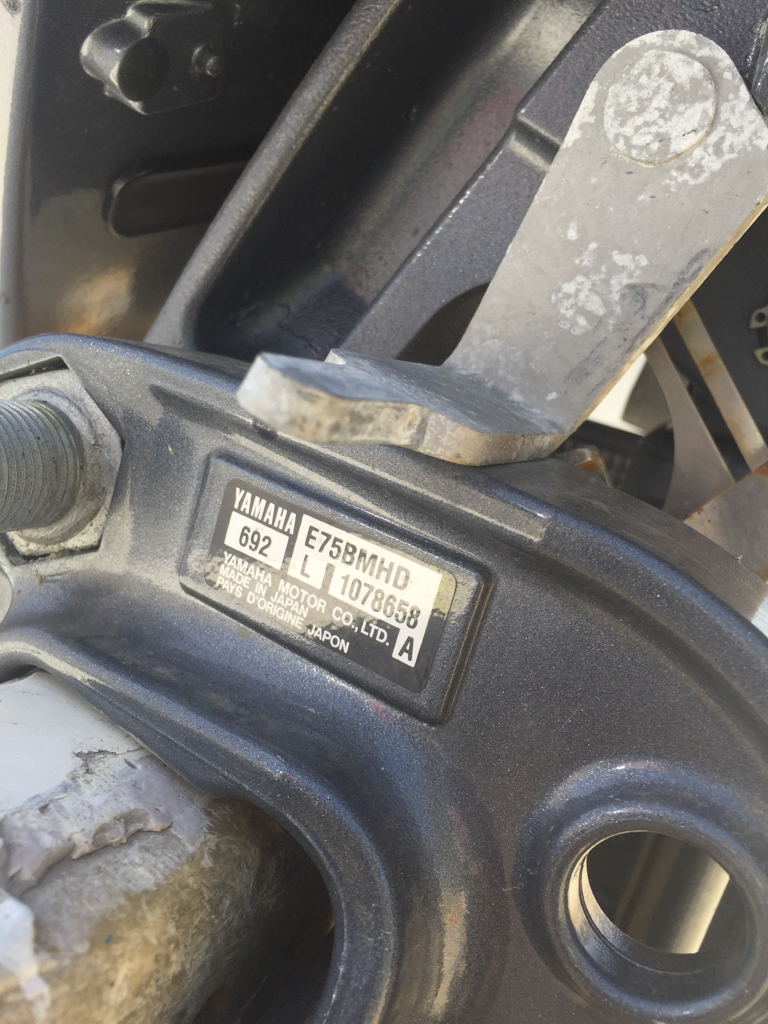 YAMAHA
E75BMHD
692 L 1078658
YAMAHA MOTOR CO., LTD. A
MADE IN JAPAN
PAYS D'ORIGINE JAPON